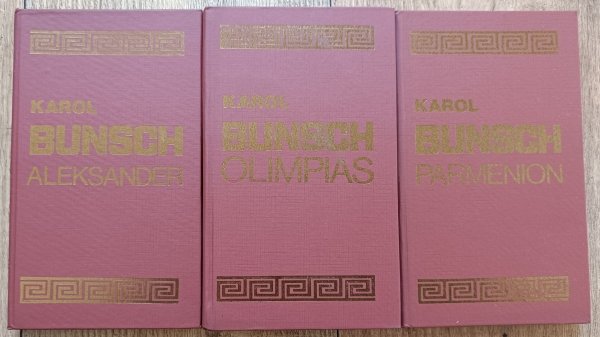 KAROL
BUNSCH
ALEKSANDER
KAROL
BUNSCH
OLIMPIAS
KAROL
BUNSCH
PARMENION